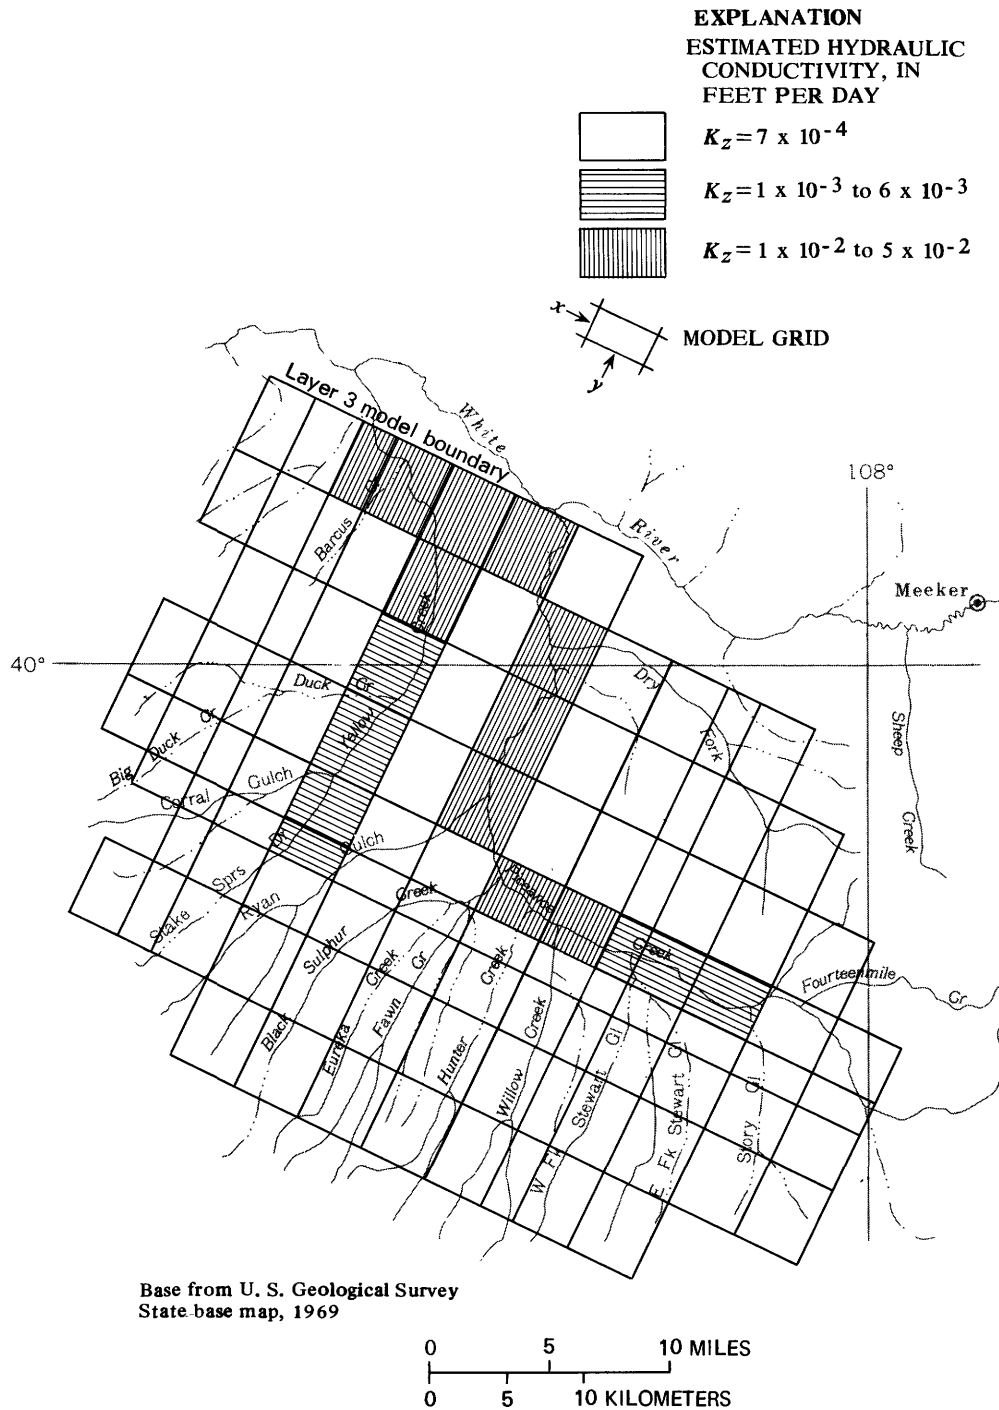 EXPLANATION
ESTIMATED HYDRAULIC
CONDUCTIVITY, IN
FEET PER DAY
Kz = 7 x 10-4
Kz = 1 x 10-3 to 6 x 10-3
Kz = 1 x 10-2 to 5 x 10-2
x
y
MODEL GRID
Layer 3 model boundary
White
River
108°
Meeker
40°
Barcus
Cr
Creek
Yellow
Duck
Cr
Dry
Fork
Sheep
Creek
Big Duck Cr
Corral Gulch
Stake Sprs Dr
Ryan Gulch
Piceance
Creek
Black Sulphur Creek
Eureka Creek
Fawn Cr
Hunter Creek
Willow Creek
W Fk Stewart Gl
E Fk Stewart Gl
Story Gl
Fourteenmile
Cr
Base from U. S. Geological Survey
State base map, 1969
0 5 10 MILES
0 5 10 KILOMETERS